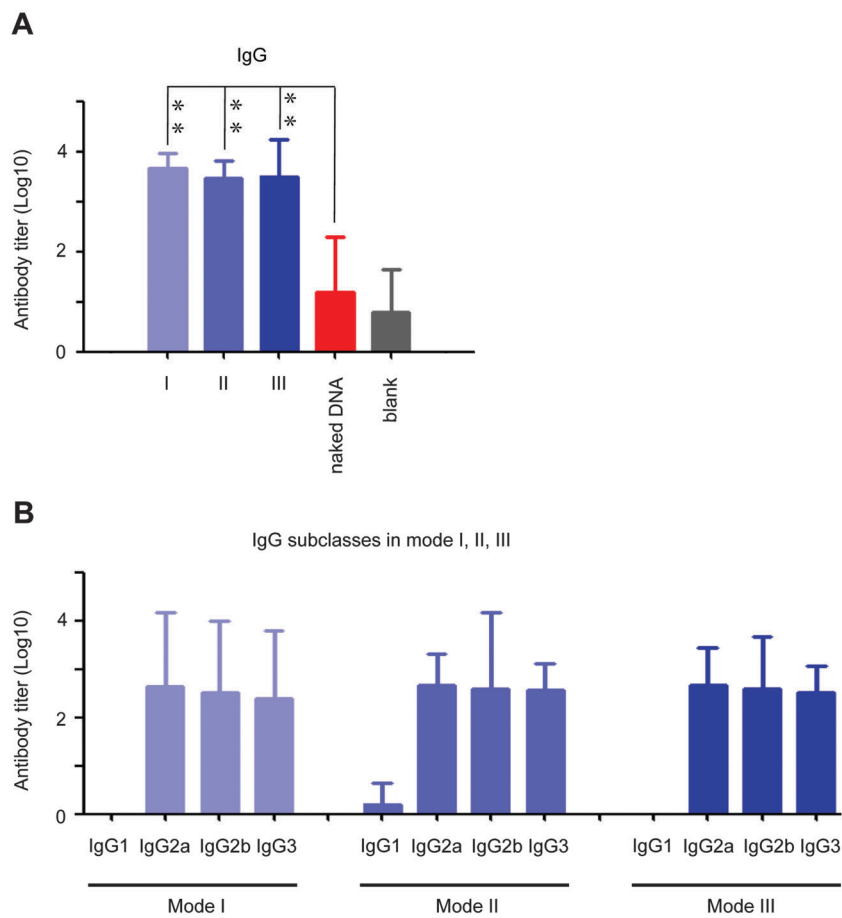 A
IgG
** ** **
Antibody titer (Log10)
4
2
0
I II III naked DNA blank
B
IgG subclasses in mode I, II, III
Antibody titer (Log10)
4
2
0
IgG1 IgG2a IgG2b IgG3 IgG1 IgG2a IgG2b IgG3 IgG1 IgG2a IgG2b IgG3
Mode I Mode II Mode III